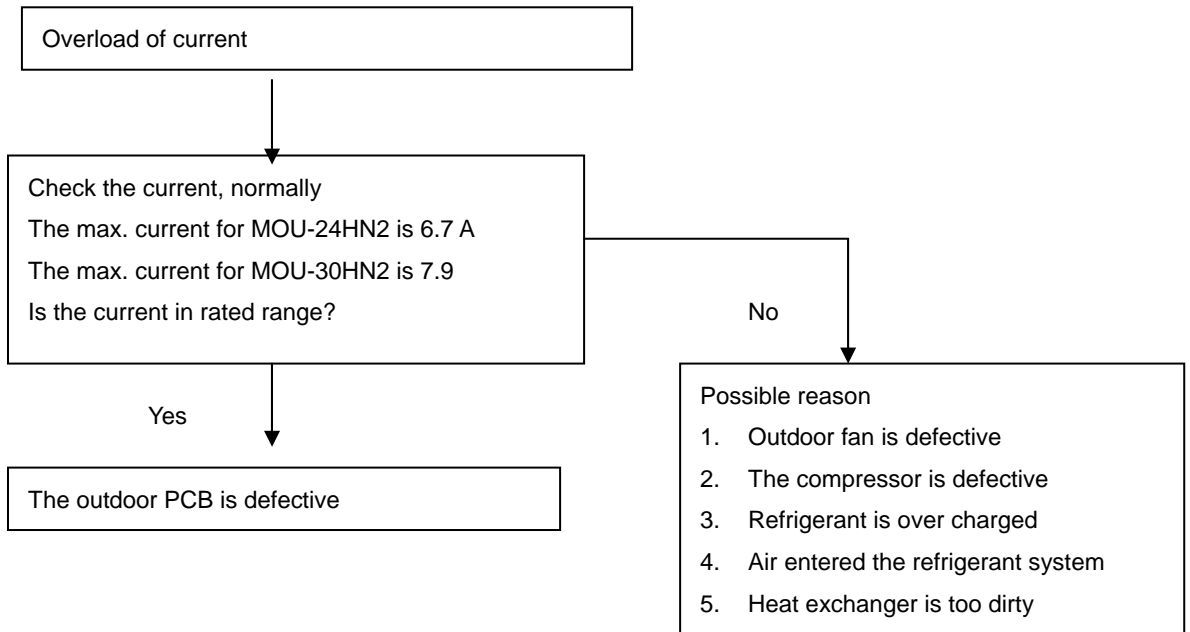 Overload of current
Check the current, normally
The max. current for MOU-24HN2 is 6.7 A
The max. current for MOU-30HN2 is 7.9
Is the current in rated range?
No
Yes
Possible reason
1. Outdoor fan is defective
2. The compressor is defective
3. Refrigerant is over charged
4. Air entered the refrigerant system
5. Heat exchanger is too dirty
The outdoor PCB is defective